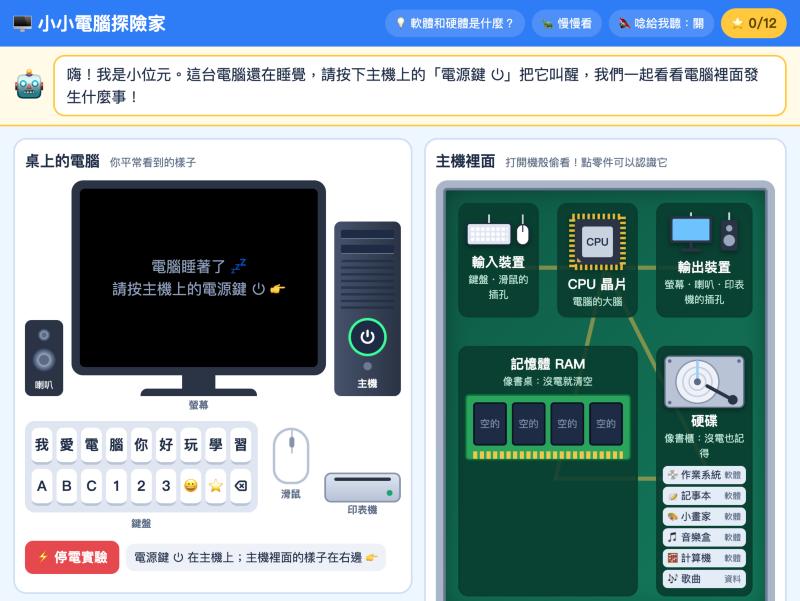 小小電腦探險家
軟體和硬體是什麼？
慢慢看
唸給我聽：關
0/12
嗨！我是小位元。這台電腦還在睡覺，請按下主機上的「電源鍵 ⏻」把它叫醒，我們一起看看電腦裡面發
生什麼事！
桌上的電腦 你平常看到的樣子
電腦睡著了 💤
請按主機上的電源鍵 ⏻ 👉
喇叭
主機
螢幕
我 愛 電 腦 你 好 玩 學 習
A B C 1 2 3 😀 ⭐ ⌫
鍵盤
滑鼠
印表機
⚡ 停電實驗
電源鍵 ⏻ 在主機上；主機裡面的樣子在右邊 👉
主機裡面 打開機殼偷看！點零件可以認識它
輸入裝置
鍵盤 · 滑鼠的
插孔
CPU
CPU 晶片
電腦的大腦
輸出裝置
螢幕 · 喇叭 · 印表
機的插孔
記憶體 RAM
像書桌：沒電就清空
空的 空的 空的 空的
硬碟
像書櫃：沒電也記
得
作業系統 軟體
記事本 軟體
小畫家 軟體
音樂盒 軟體
計算機 軟體
歌曲 資料